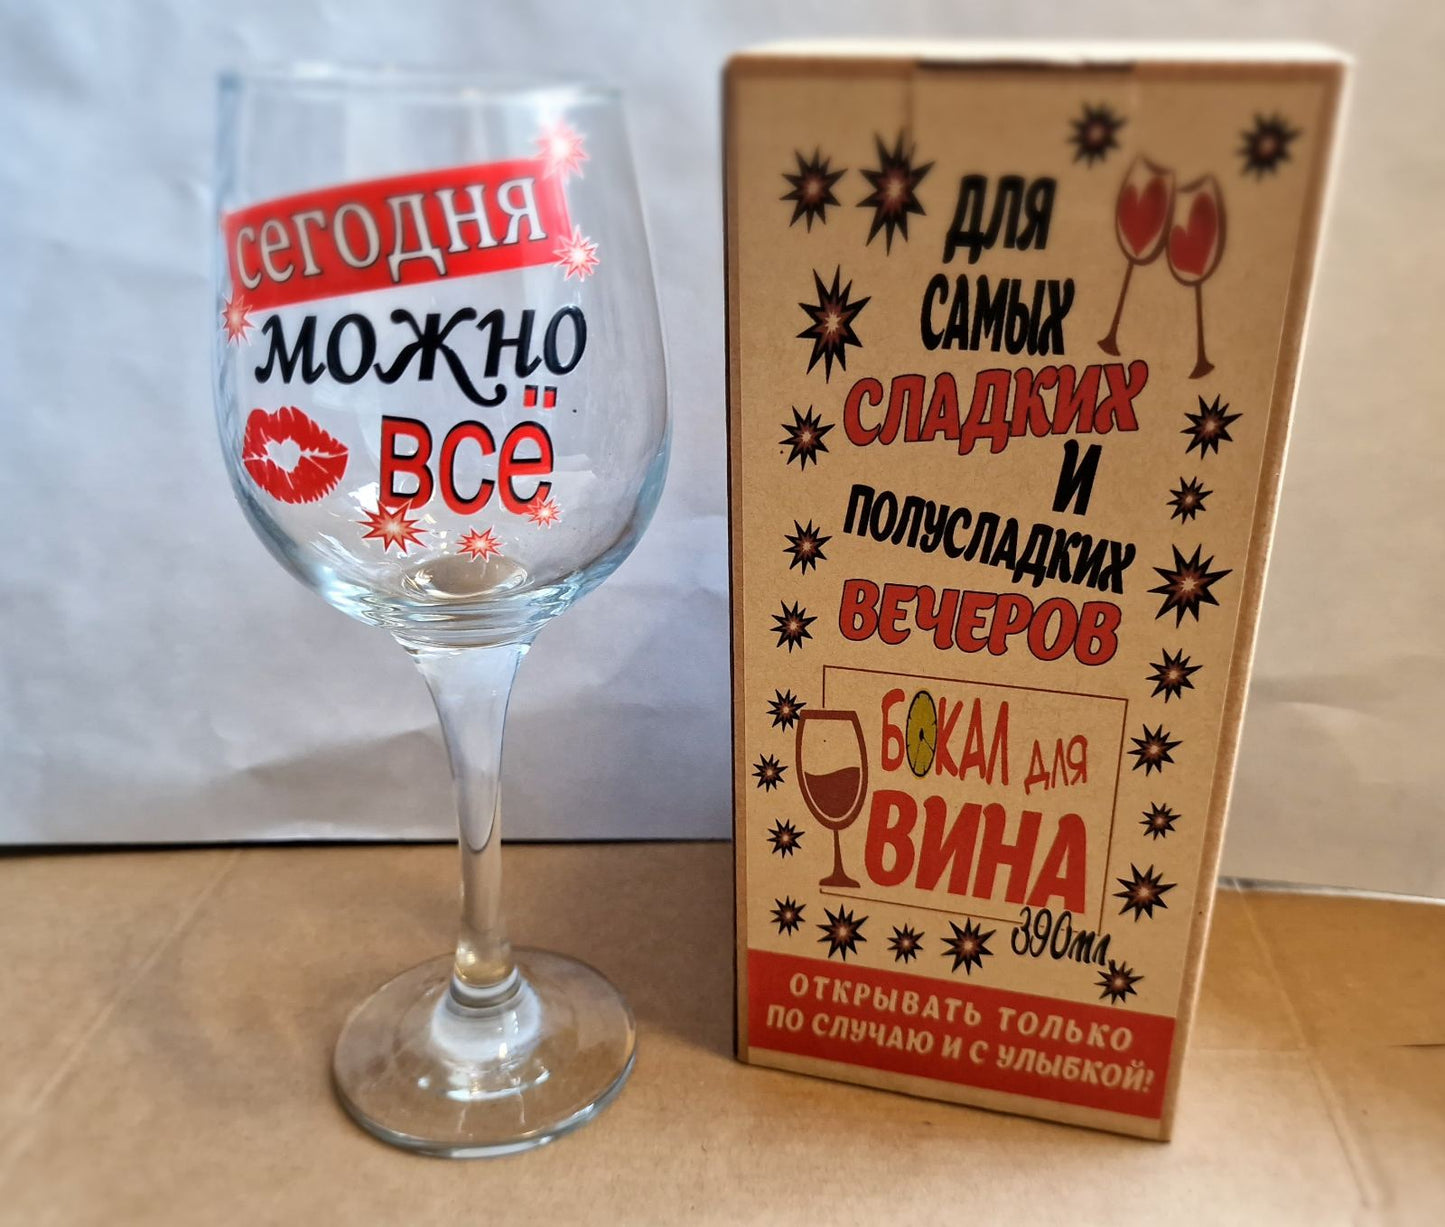 сегодня
можно
всё
ДЛЯ
САМЫХ
СЛАДКИХ
И
ПОЛУСЛАДКИХ
ВЕЧЕРОВ
БОКАЛ ДЛЯ
ВИНА
390мл.
ОТКРЫВАТЬ ТОЛЬКО
ПО СЛУЧАЮ И С УЛЫБКОЙ!